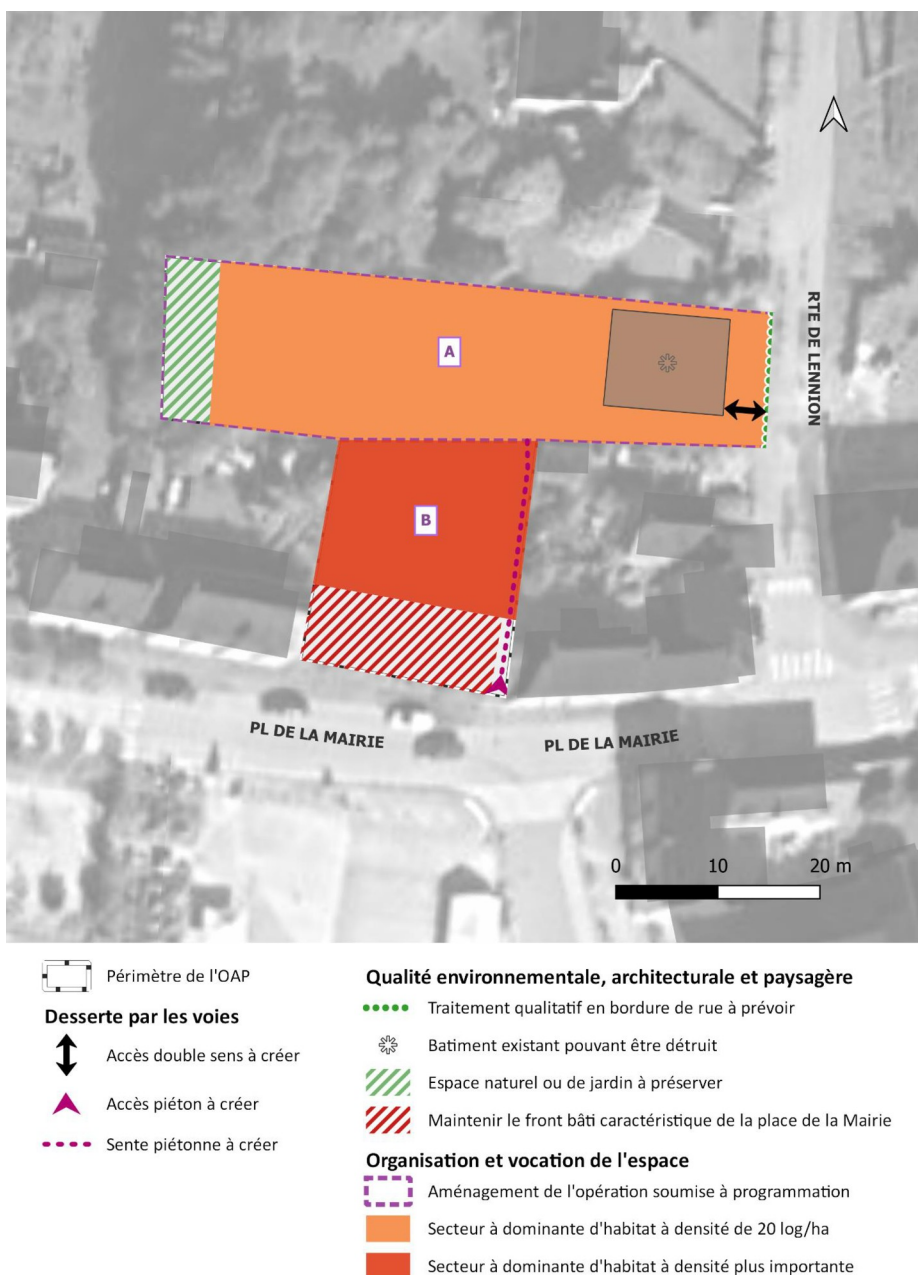 A
RTE DE LENNION
B
PL DE LA MAIRIE
PL DE LA MAIRIE
0 10 20 m
Périmètre de l'OAP
Desserte par les voies
Accès double sens à créer
Accès piéton à créer
Sente piétonne à créer
Qualité environnementale, architecturale et paysagère
Traitement qualitatif en bordure de rue à prévoir
Batiment existant pouvant être détruit
Espace naturel ou de jardin à préserver
Maintenir le front bâti caractéristique de la place de la Mairie
Organisation et vocation de l'espace
Aménagement de l'opération soumise à programmation
Secteur à dominante d'habitat à densité de 20 log/ha
Secteur à dominante d'habitat à densité plus importante